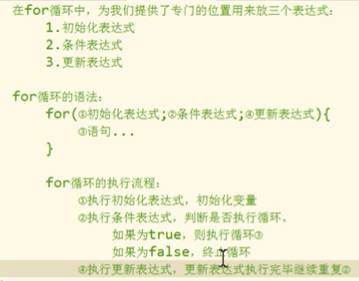 在for循环中，为我们提供了专门的位置用来放三个表达式：
1.初始化表达式
2.条件表达式
3.更新表达式
for循环的语法：
for(①初始化表达式;②条件表达式;④更新表达式){
③语句...
}
for循环的执行流程：
①执行初始化表达式，初始化变量
②执行条件表达式，判断是否执行循环。
如果为true，则执行循环③
如果为false，终止循环
④执行更新表达式，更新表达式执行完毕继续重复②